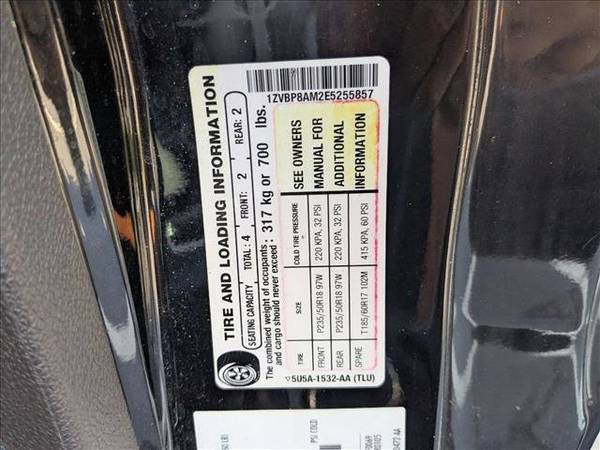 TIRE AND LOADING INFORMATION
SEATING CAPACITY TOTAL: 4 FRONT: 2 REAR: 2
The combined weight of occupants and cargo should never exceed: 317 kg or 700 lbs.
TIRE SIZE COLD TIRE PRESSURE
FRONT P235/50R18 97W 220 KPA, 32 PSI
REAR P235/50R18 97W 220 KPA, 32 PSI
SPARE T185/60R17 102M 415 KPA, 60 PSI
SEE OWNERS
MANUAL FOR
ADDITIONAL
INFORMATION
5U5A-1532-AA (TLU)
1ZVBP8AM2E5255857
PSI COLD